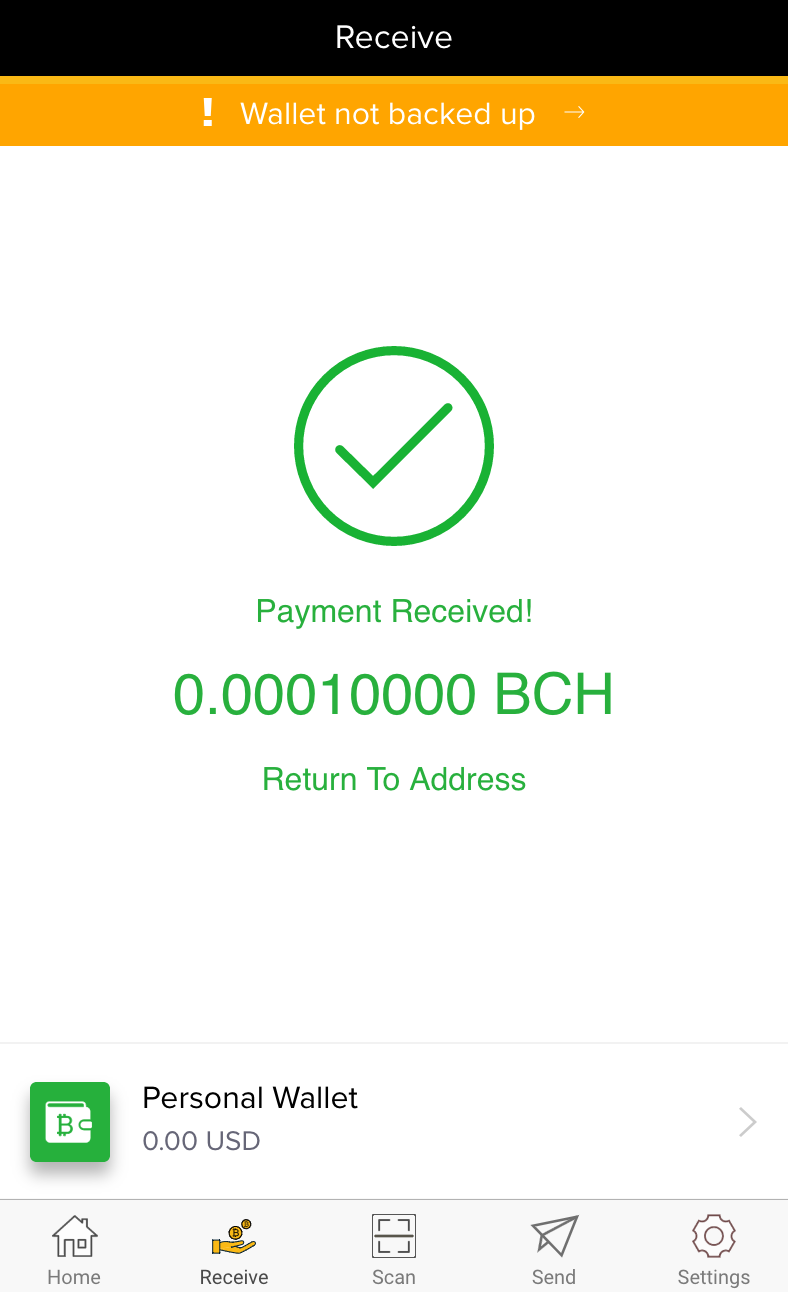 Receive
! Wallet not backed up →
Payment Received!
0.00010000 BCH
Return To Address
Personal Wallet
0.00 USD
Home Receive Scan Send Settings